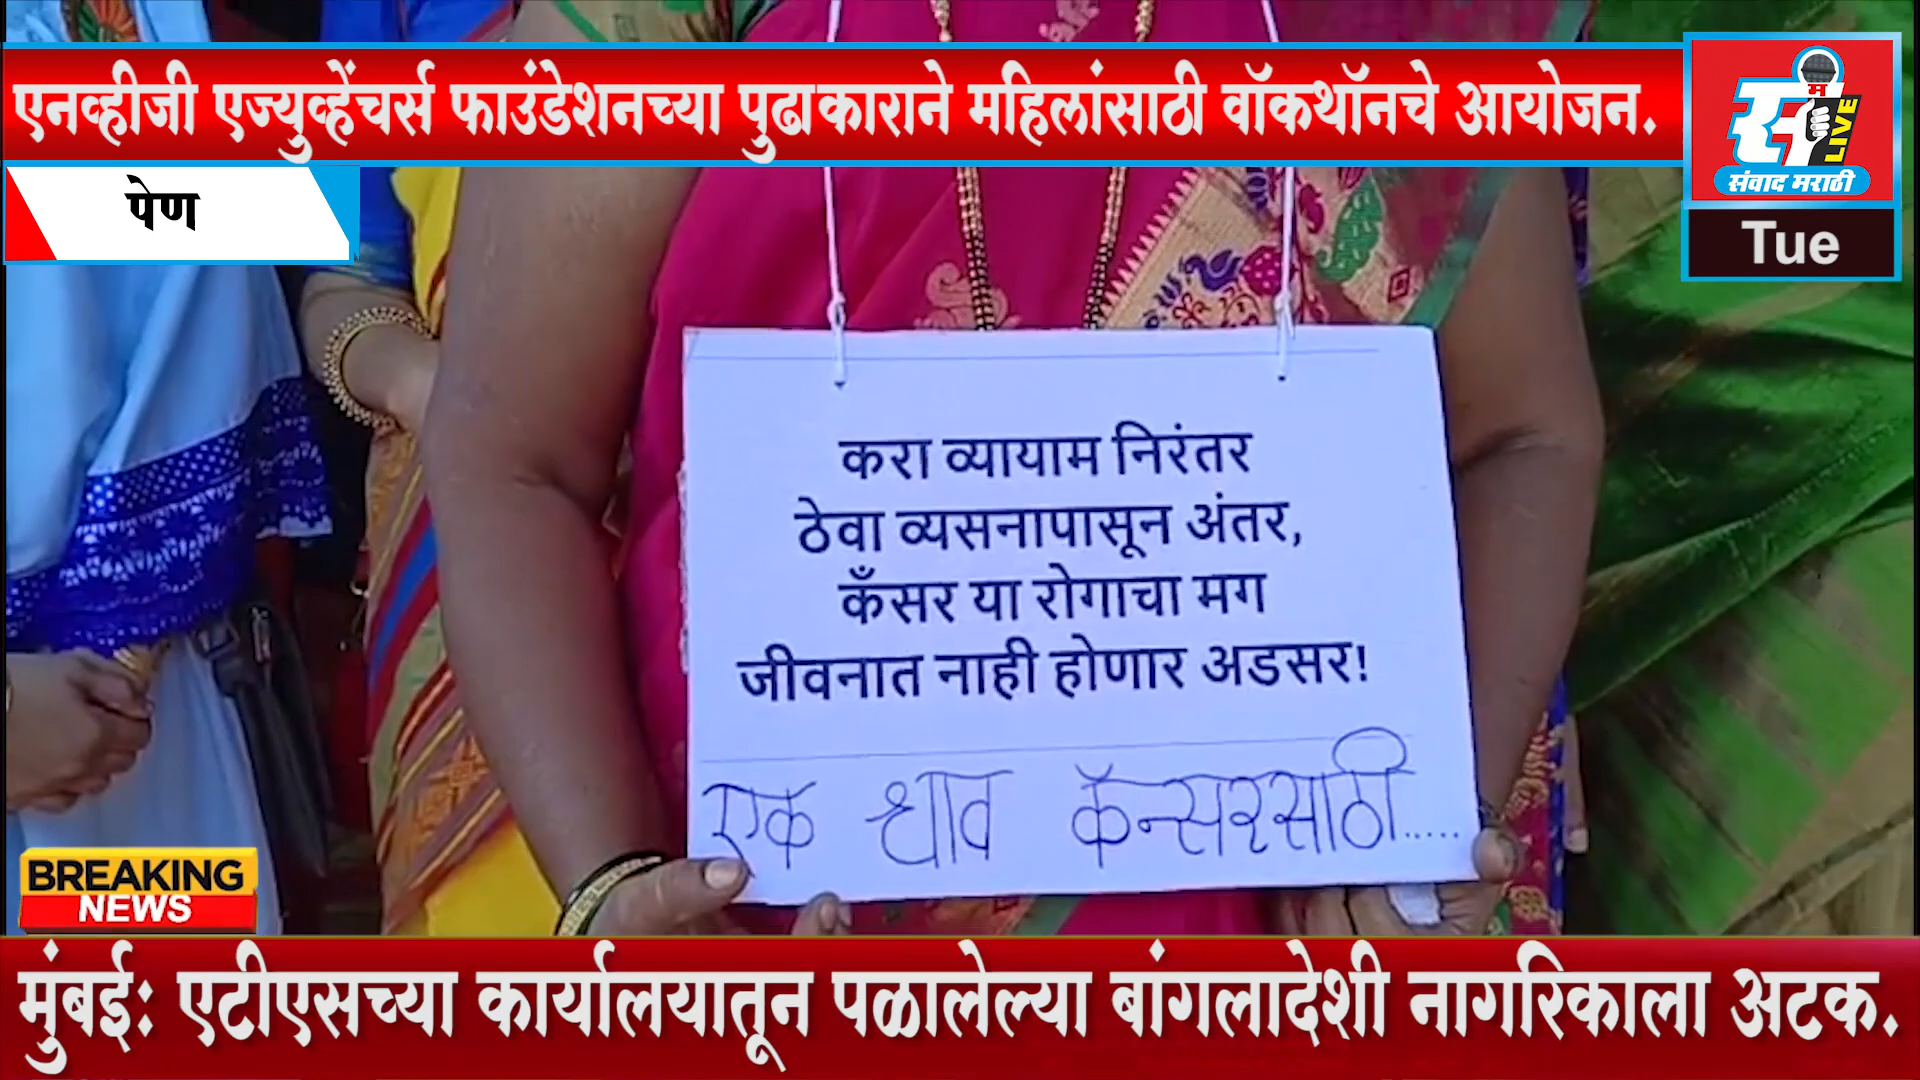 एनव्हीजी एज्युव्हेंचर्स फाउंडेशनच्या पुढाकाराने महिलांसाठी वॉकथॉनचे आयोजन.
स म LIVE
संवाद मराठी
पेण
Tue
करा व्यायाम निरंतर
ठेवा व्यसनापासून अंतर,
कँसर या रोगाचा मग
जीवनात नाही होणार अडसर!
एक धाव कॅन्सरसाठी.....
BREAKING
NEWS
मुंबई: एटीएसच्या कार्यालयातून पळालेल्या बांगलादेशी नागरिकाला अटक.